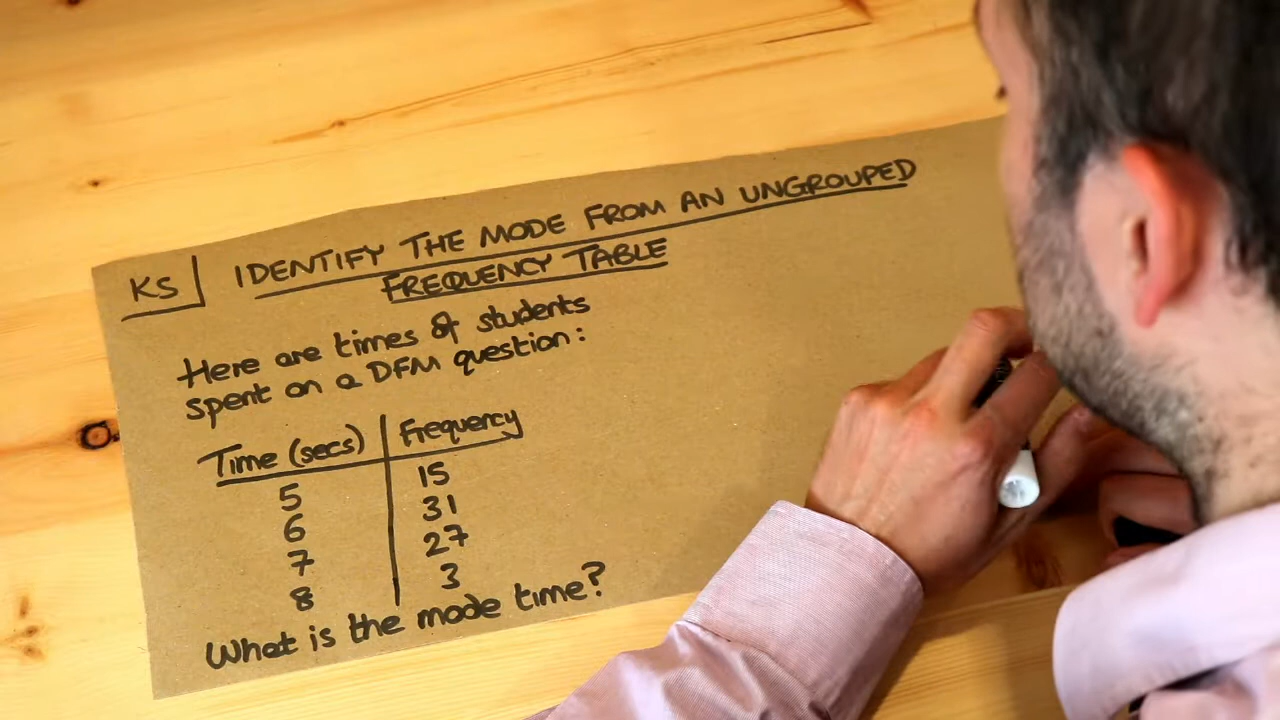 KS
IDENTIFY THE MODE FROM AN UNGROUPED
FREQUENCY TABLE
Here are times of students
spent on a DFM question:
Time (secs) Frequency
5 15
6 31
7 27
8 3
What is the mode time?